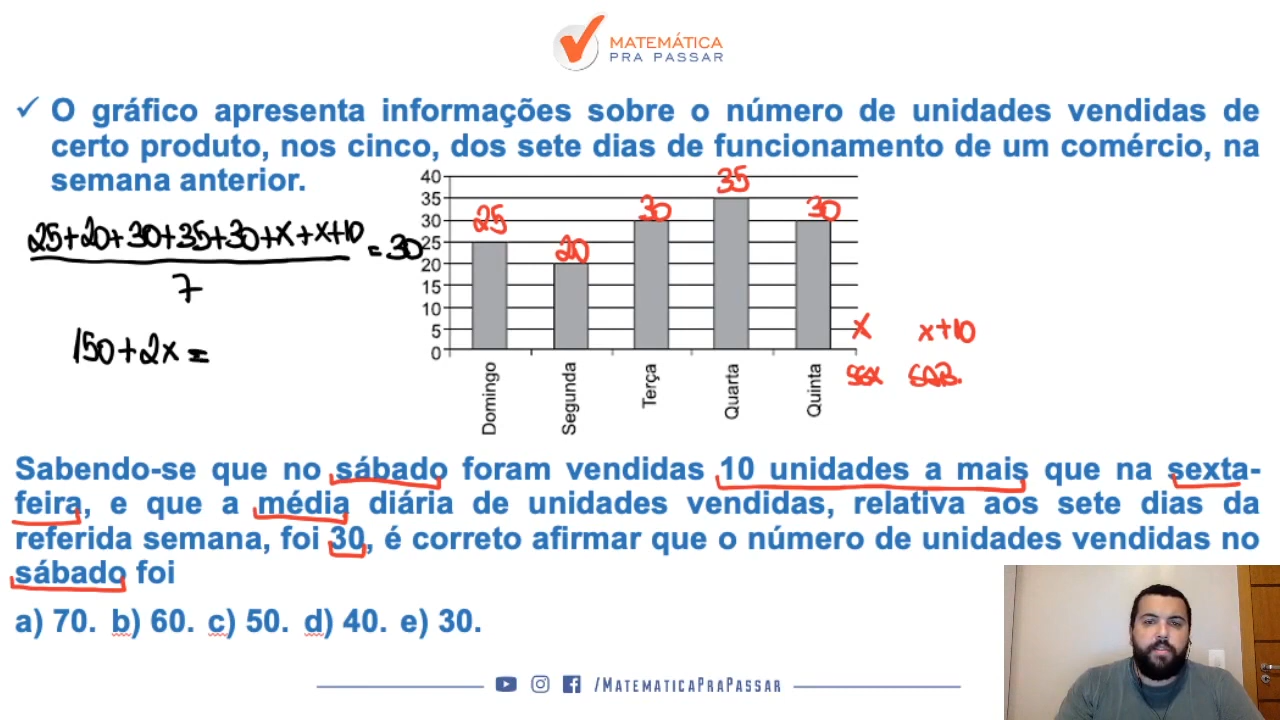 MATEMÁTICA
PRA PASSAR
✓ O gráfico apresenta informações sobre o número de unidades vendidas de
certo produto, nos cinco, dos sete dias de funcionamento de um comércio, na
semana anterior.
25+20+30+35+30+x+x+10
= 30
7
150+2x=
40
35
30
25
20
15
10
5
0
25
20
30
35
30
x x+10
sex sáb.
Domingo
Segunda
Terça
Quarta
Quinta
Sabendo-se que no sábado foram vendidas 10 unidades a mais que na sexta-
feira, e que a média diária de unidades vendidas, relativa aos sete dias da
referida semana, foi 30, é correto afirmar que o número de unidades vendidas no
sábado foi
a) 70. b) 60. c) 50. d) 40. e) 30.
/MatematicaPraPassar